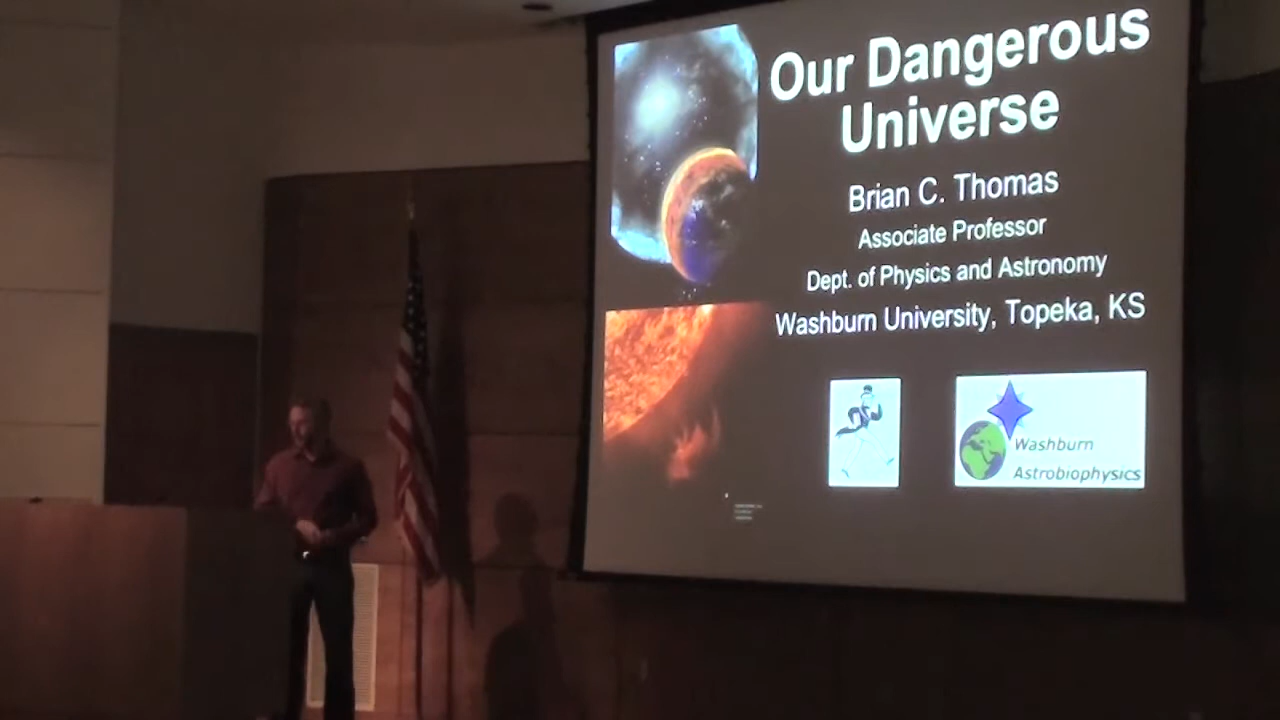 Our Dangerous
Universe
Brian C. Thomas
Associate Professor
Dept. of Physics and Astronomy
Washburn University, Topeka, KS
Washburn
Astrobiophysics